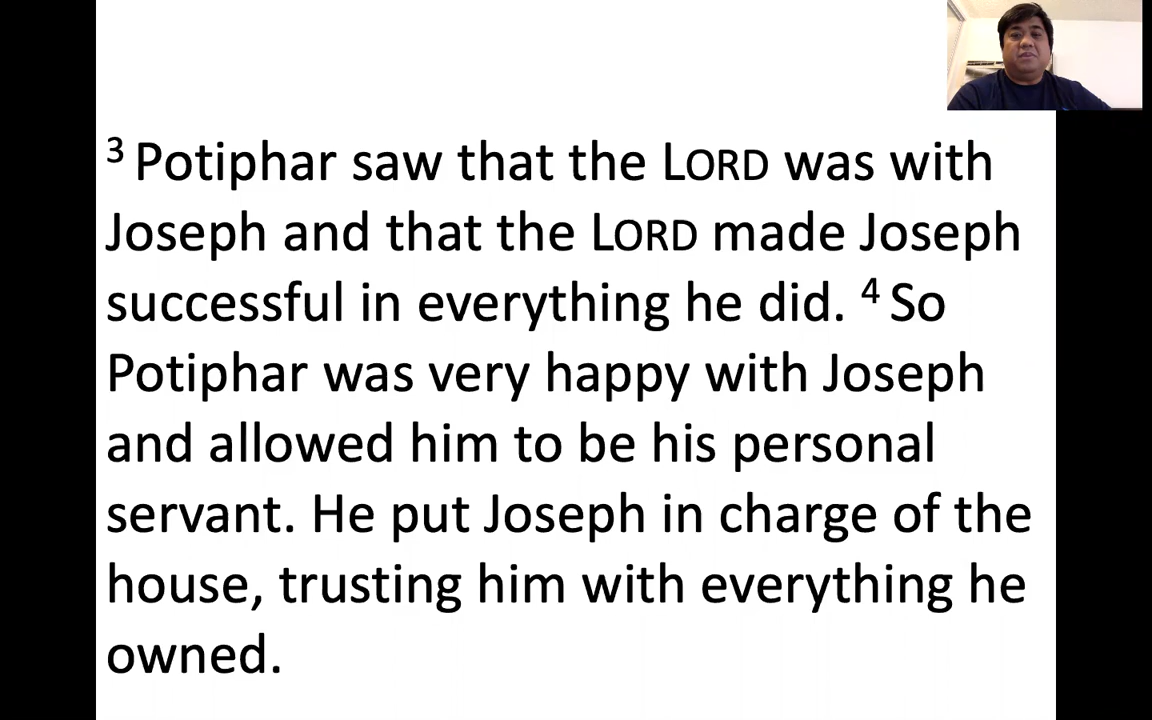 3 Potiphar saw that the LORD was with
Joseph and that the LORD made Joseph
successful in everything he did. 4 So
Potiphar was very happy with Joseph
and allowed him to be his personal
servant. He put Joseph in charge of the
house, trusting him with everything he
owned.